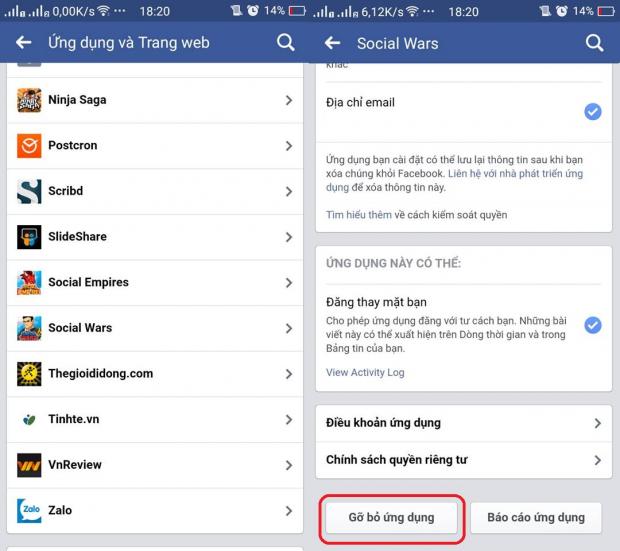 0,00K/s ... 18:20 14%
Ứng dụng và Trang web
Ninja Saga
Postcron
Scribd
SlideShare
Social Empires
Social Wars
Thegioididong.com
Tinhte.vn
VnReview
Zalo
Zalo
6,12K/s ... 18:20 14%
Social Wars
khác
Địa chỉ email
Ứng dụng bạn cài đặt có thể lưu lại thông tin sau khi bạn
xóa chúng khỏi Facebook. Liên hệ với nhà phát triển ứng
dụng để xóa thông tin này.
Tìm hiểu thêm về cách kiểm soát quyền
ỨNG DỤNG NÀY CÓ THỂ:
Đăng thay mặt bạn
Cho phép ứng dụng đăng với tư cách bạn. Những bài
viết này có thể xuất hiện trên Dòng thời gian và trong
Bảng tin của bạn.
View Activity Log
Điều khoản ứng dụng
Chính sách quyền riêng tư
Gỡ bỏ ứng dụng
Báo cáo ứng dụng